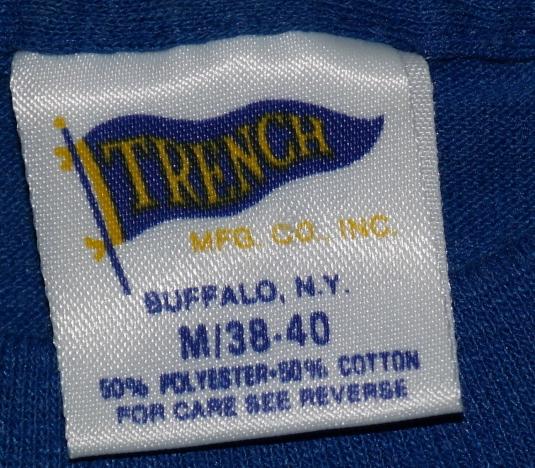 TRENCH
MFG. CO., INC.
BUFFALO, N.Y.
M/38-40
50% POLYESTER-50% COTTON
FOR CARE SEE REVERSE